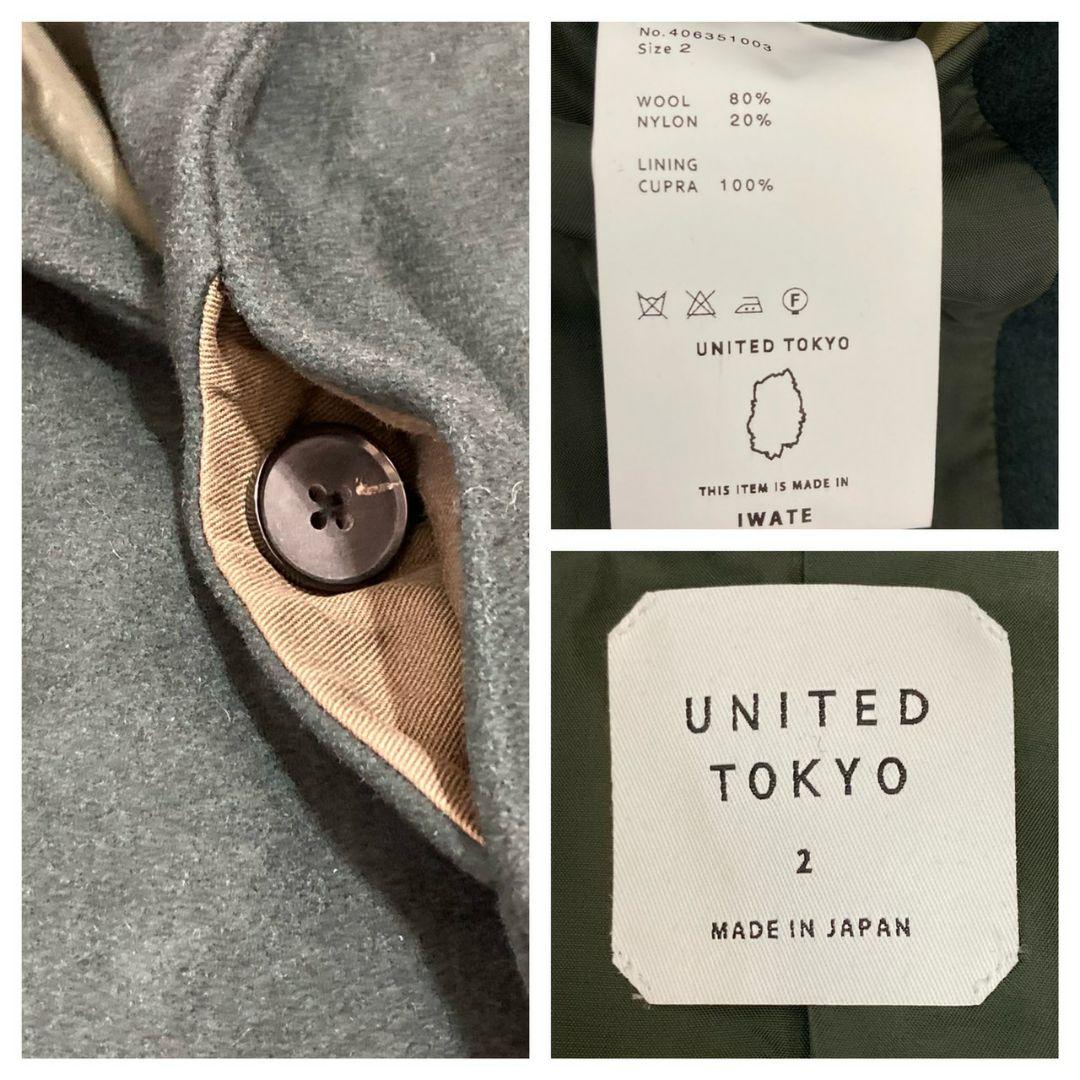 No.406351003
Size 2
WOOL 80%
NYLON 20%
LINING
CUPRA 100%
F
UNITED TOKYO
THIS ITEM IS MADE IN
IWATE
UNITED
TOKYO
2
MADE IN JAPAN